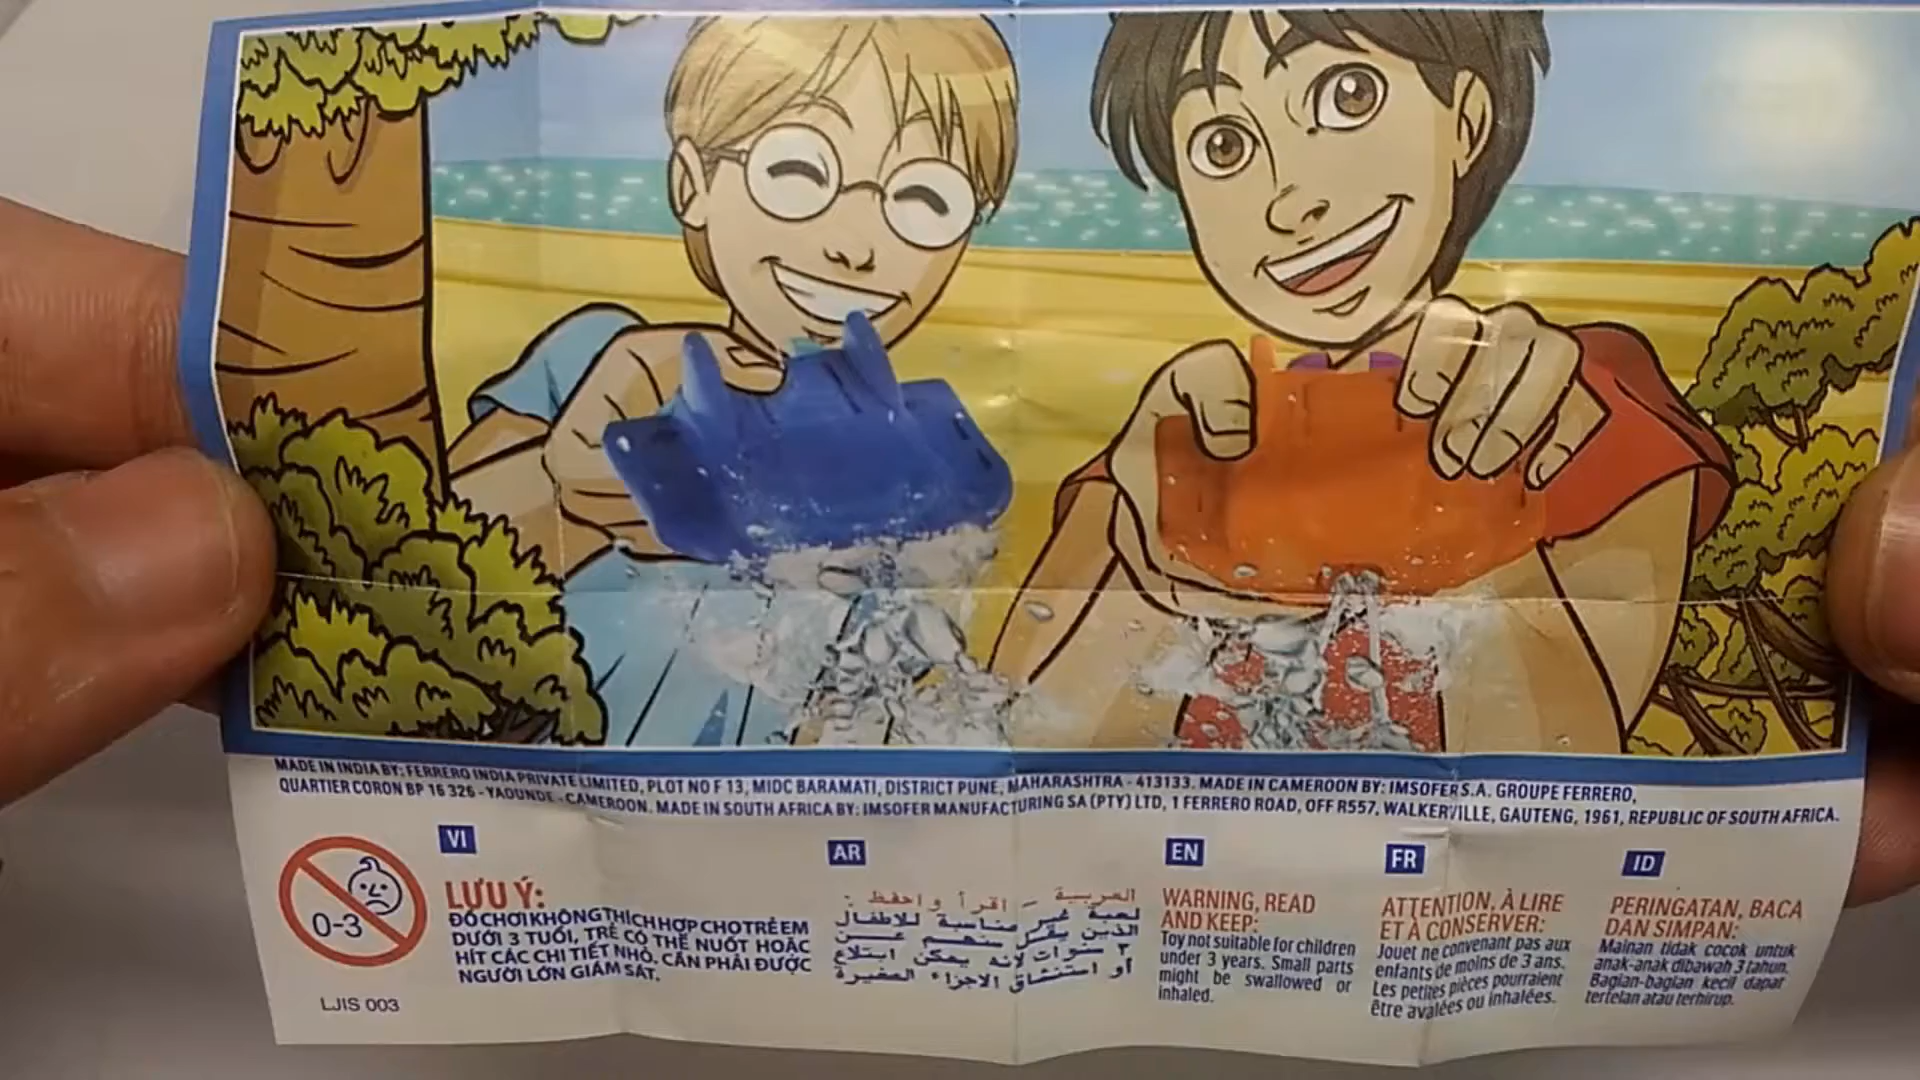 MADE IN INDIA BY: FERRERO INDIA PRIVATE LIMITED, PLOT NO F 13, MIDC BARAMATI, DISTRICT PUNE, MAHARASHTRA - 413133. MADE IN CAMEROON BY: IMSOFER S.A. GROUPE FERRERO,
QUARTIER CORON BP 16 326 - YAOUNDE - CAMEROON. MADE IN SOUTH AFRICA BY: IMSOFER MANUFACTURING SA (PTY) LTD, 1 FERRERO ROAD, OFF R557, WALKERVILLE, GAUTENG, 1961, REPUBLIC OF SOUTH AFRICA.
0-3
LJIS 003
VI
LƯU Ý:
ĐỒ CHƠI KHÔNG THÍCH HỢP CHO TRẺ EM
DƯỚI 3 TUỔI, TRẺ CÓ THỂ NUỐT HOẶC
HÍT CÁC CHI TIẾT NHỎ. CẦN PHẢI ĐƯỢC
NGƯỜI LỚN GIÁM SÁT.
AR
العربية - اقرأ واحفظ :
لعبة غير مناسبة للاطفال
الذين يقل سنهم عن
٣ سنوات لانه يمكن ابتلاع
أو استنشاق الاجزاء الصغيرة
EN
WARNING, READ
AND KEEP:
Toy not suitable for children
under 3 years. Small parts
might be swallowed or
inhaled.
FR
ATTENTION, À LIRE
ET À CONSERVER:
Jouet ne convenant pas aux
enfants de moins de 3 ans.
Les petites pièces pourraient
être avalées ou inhalées.
ID
PERINGATAN, BACA
DAN SIMPAN:
Mainan tidak cocok untuk
anak-anak dibawah 3 tahun.
Bagian-bagian kecil dapat
tertelan atau terhirup.